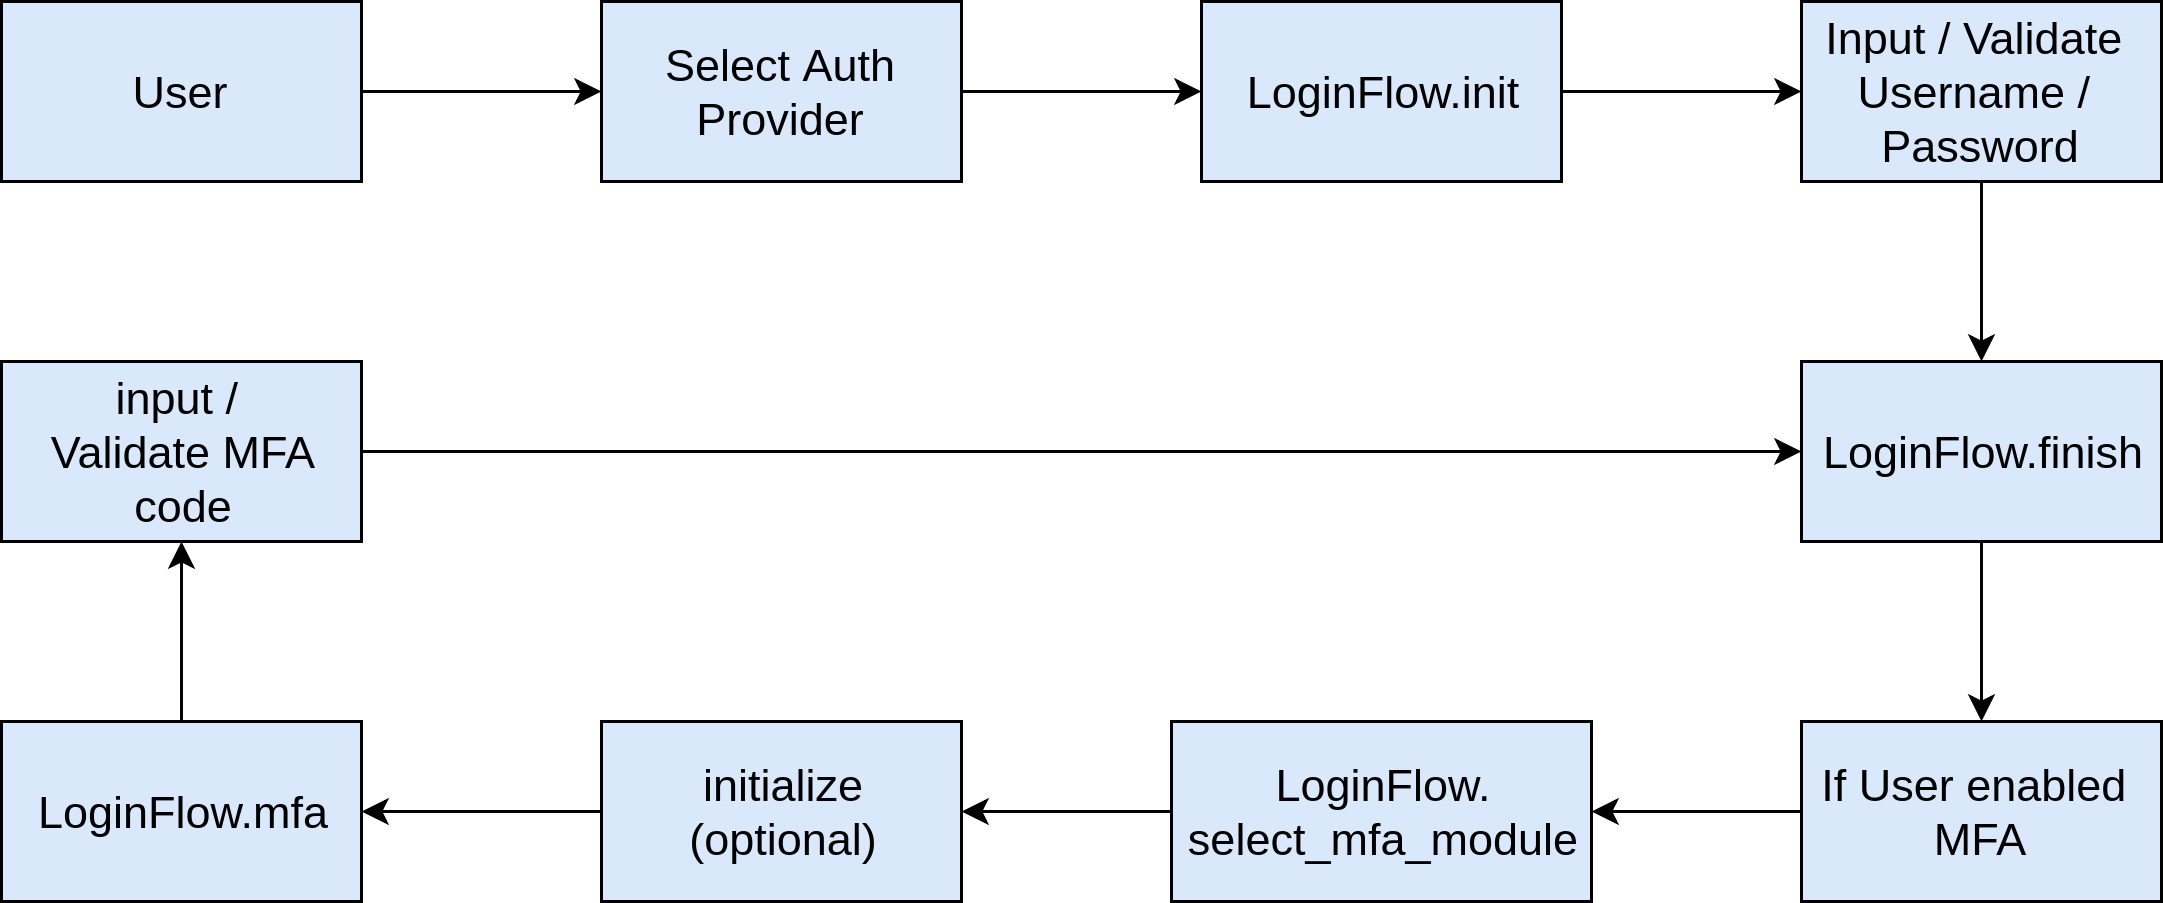 User
Select Auth
Provider
LoginFlow.init
Input / Validate
Username /
Password
input /
Validate MFA
code
LoginFlow.finish
LoginFlow.mfa
initialize
(optional)
LoginFlow.
select_mfa_module
If User enabled
MFA